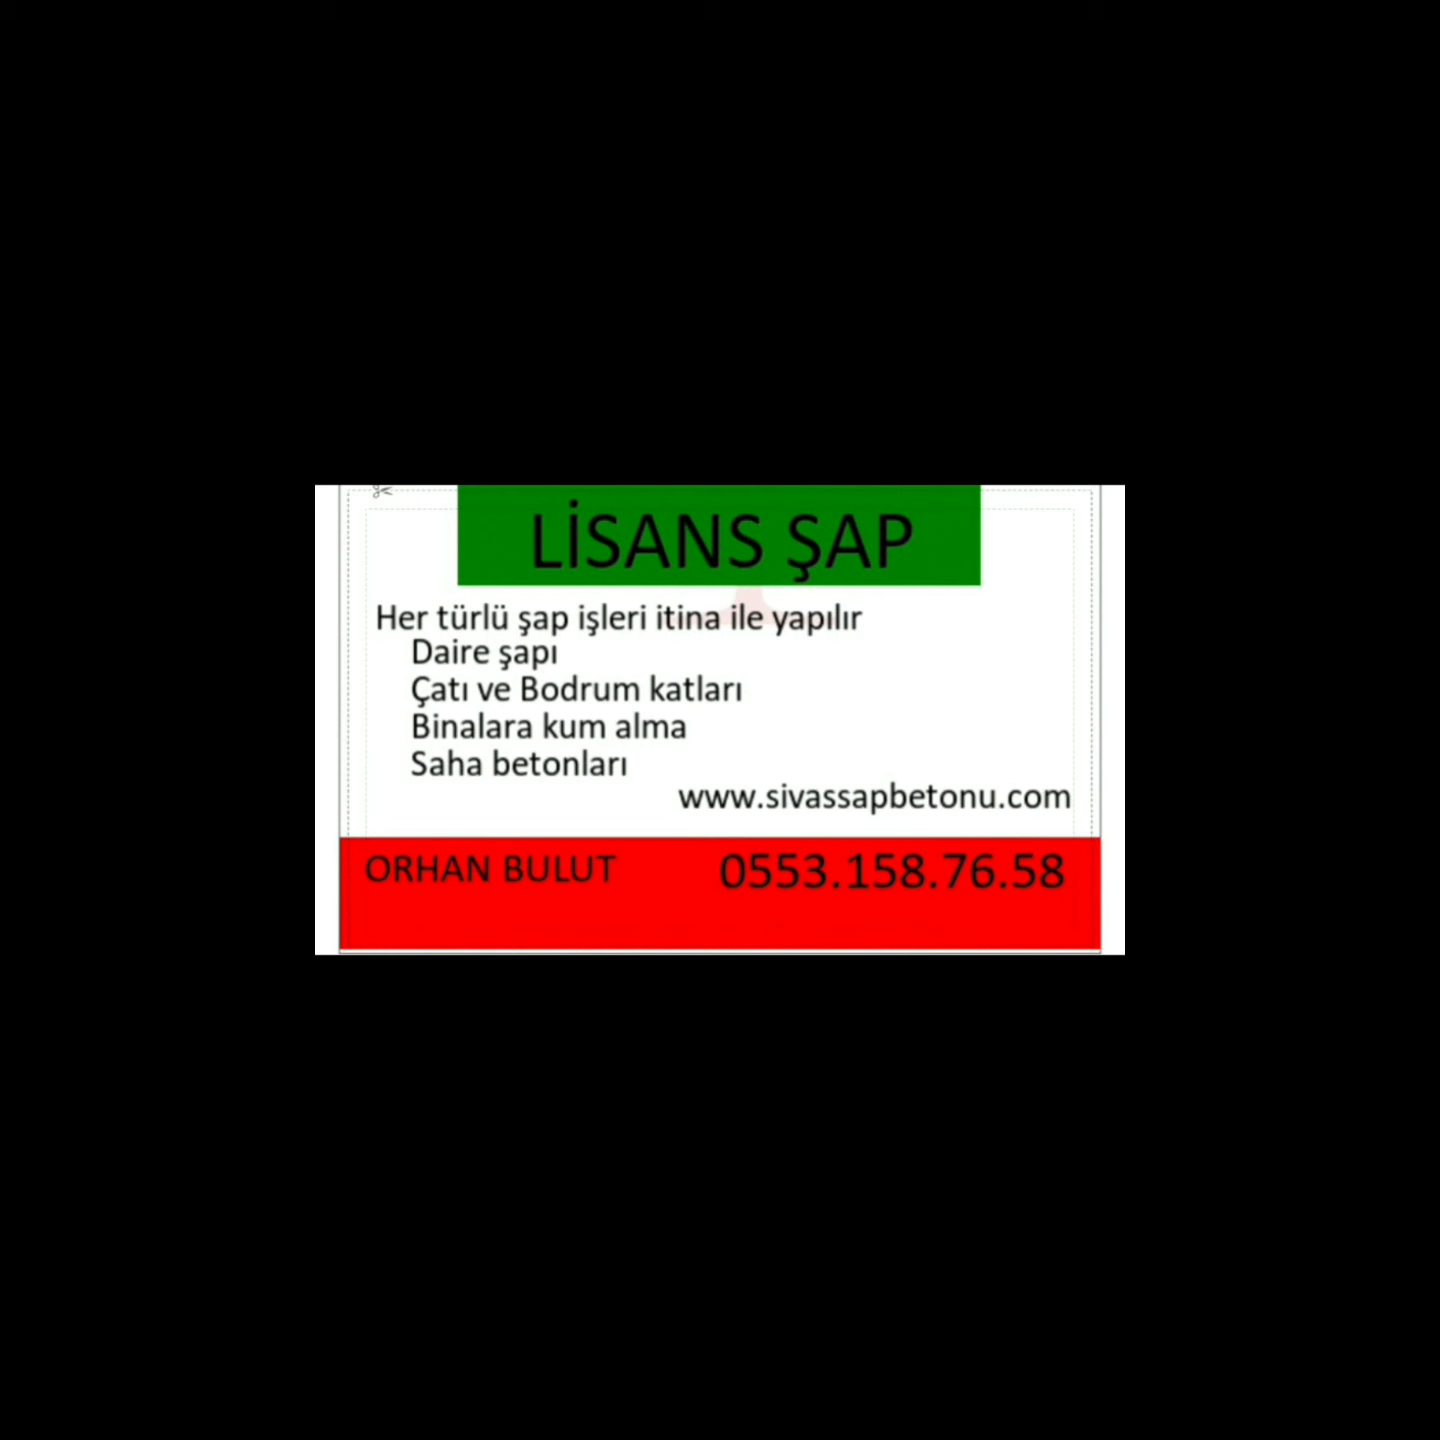 LİSANS ŞAP
Her türlü şap işleri itina ile yapılır
Daire şapı
Çatı ve Bodrum katları
Binalara kum alma
Saha betonları
www.sivassapbetonu.com
ORHAN BULUT 0553.158.76.58